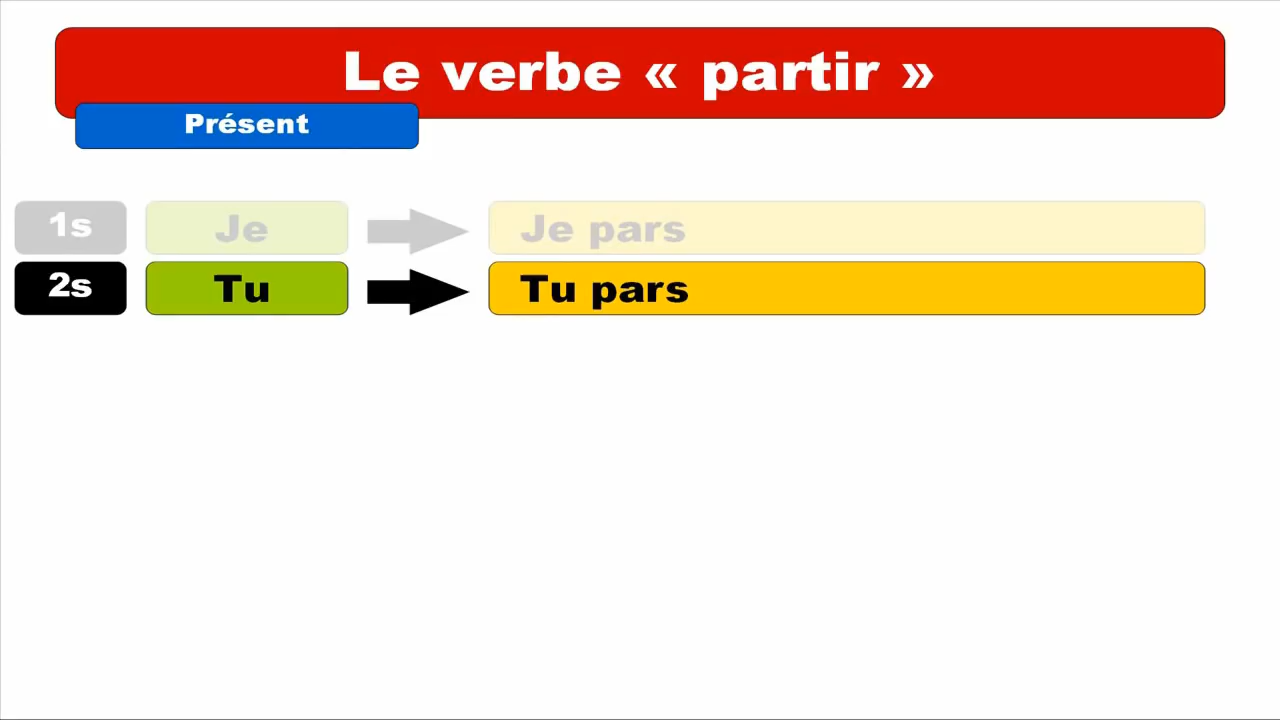 Le verbe « partir »
Présent
1s Je Je pars
2s Tu Tu pars